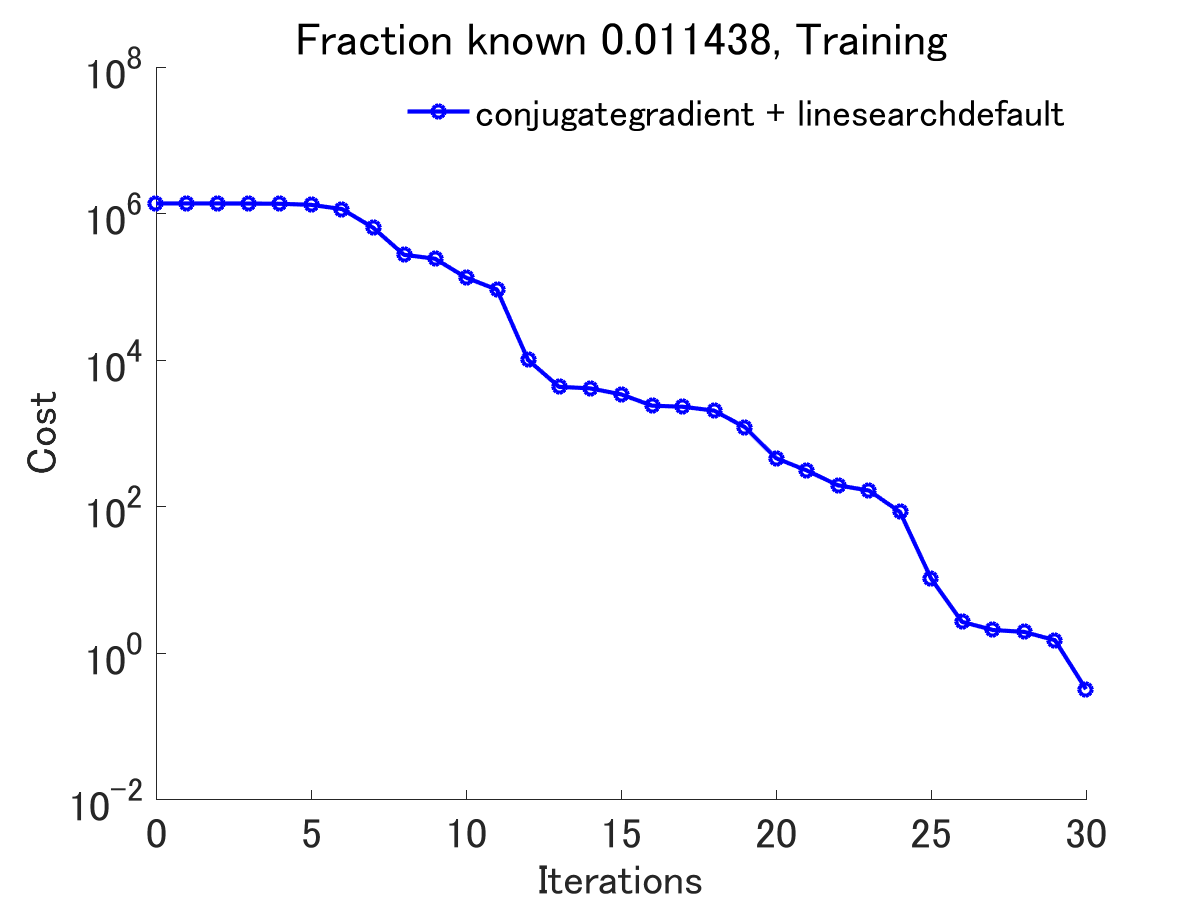 Fraction known 0.011438, Training
conjugategradient + linesearchdefault
10^8
10^6
10^4
10^2
10^0
10^-2
Cost
0 5 10 15 20 25 30
Iterations